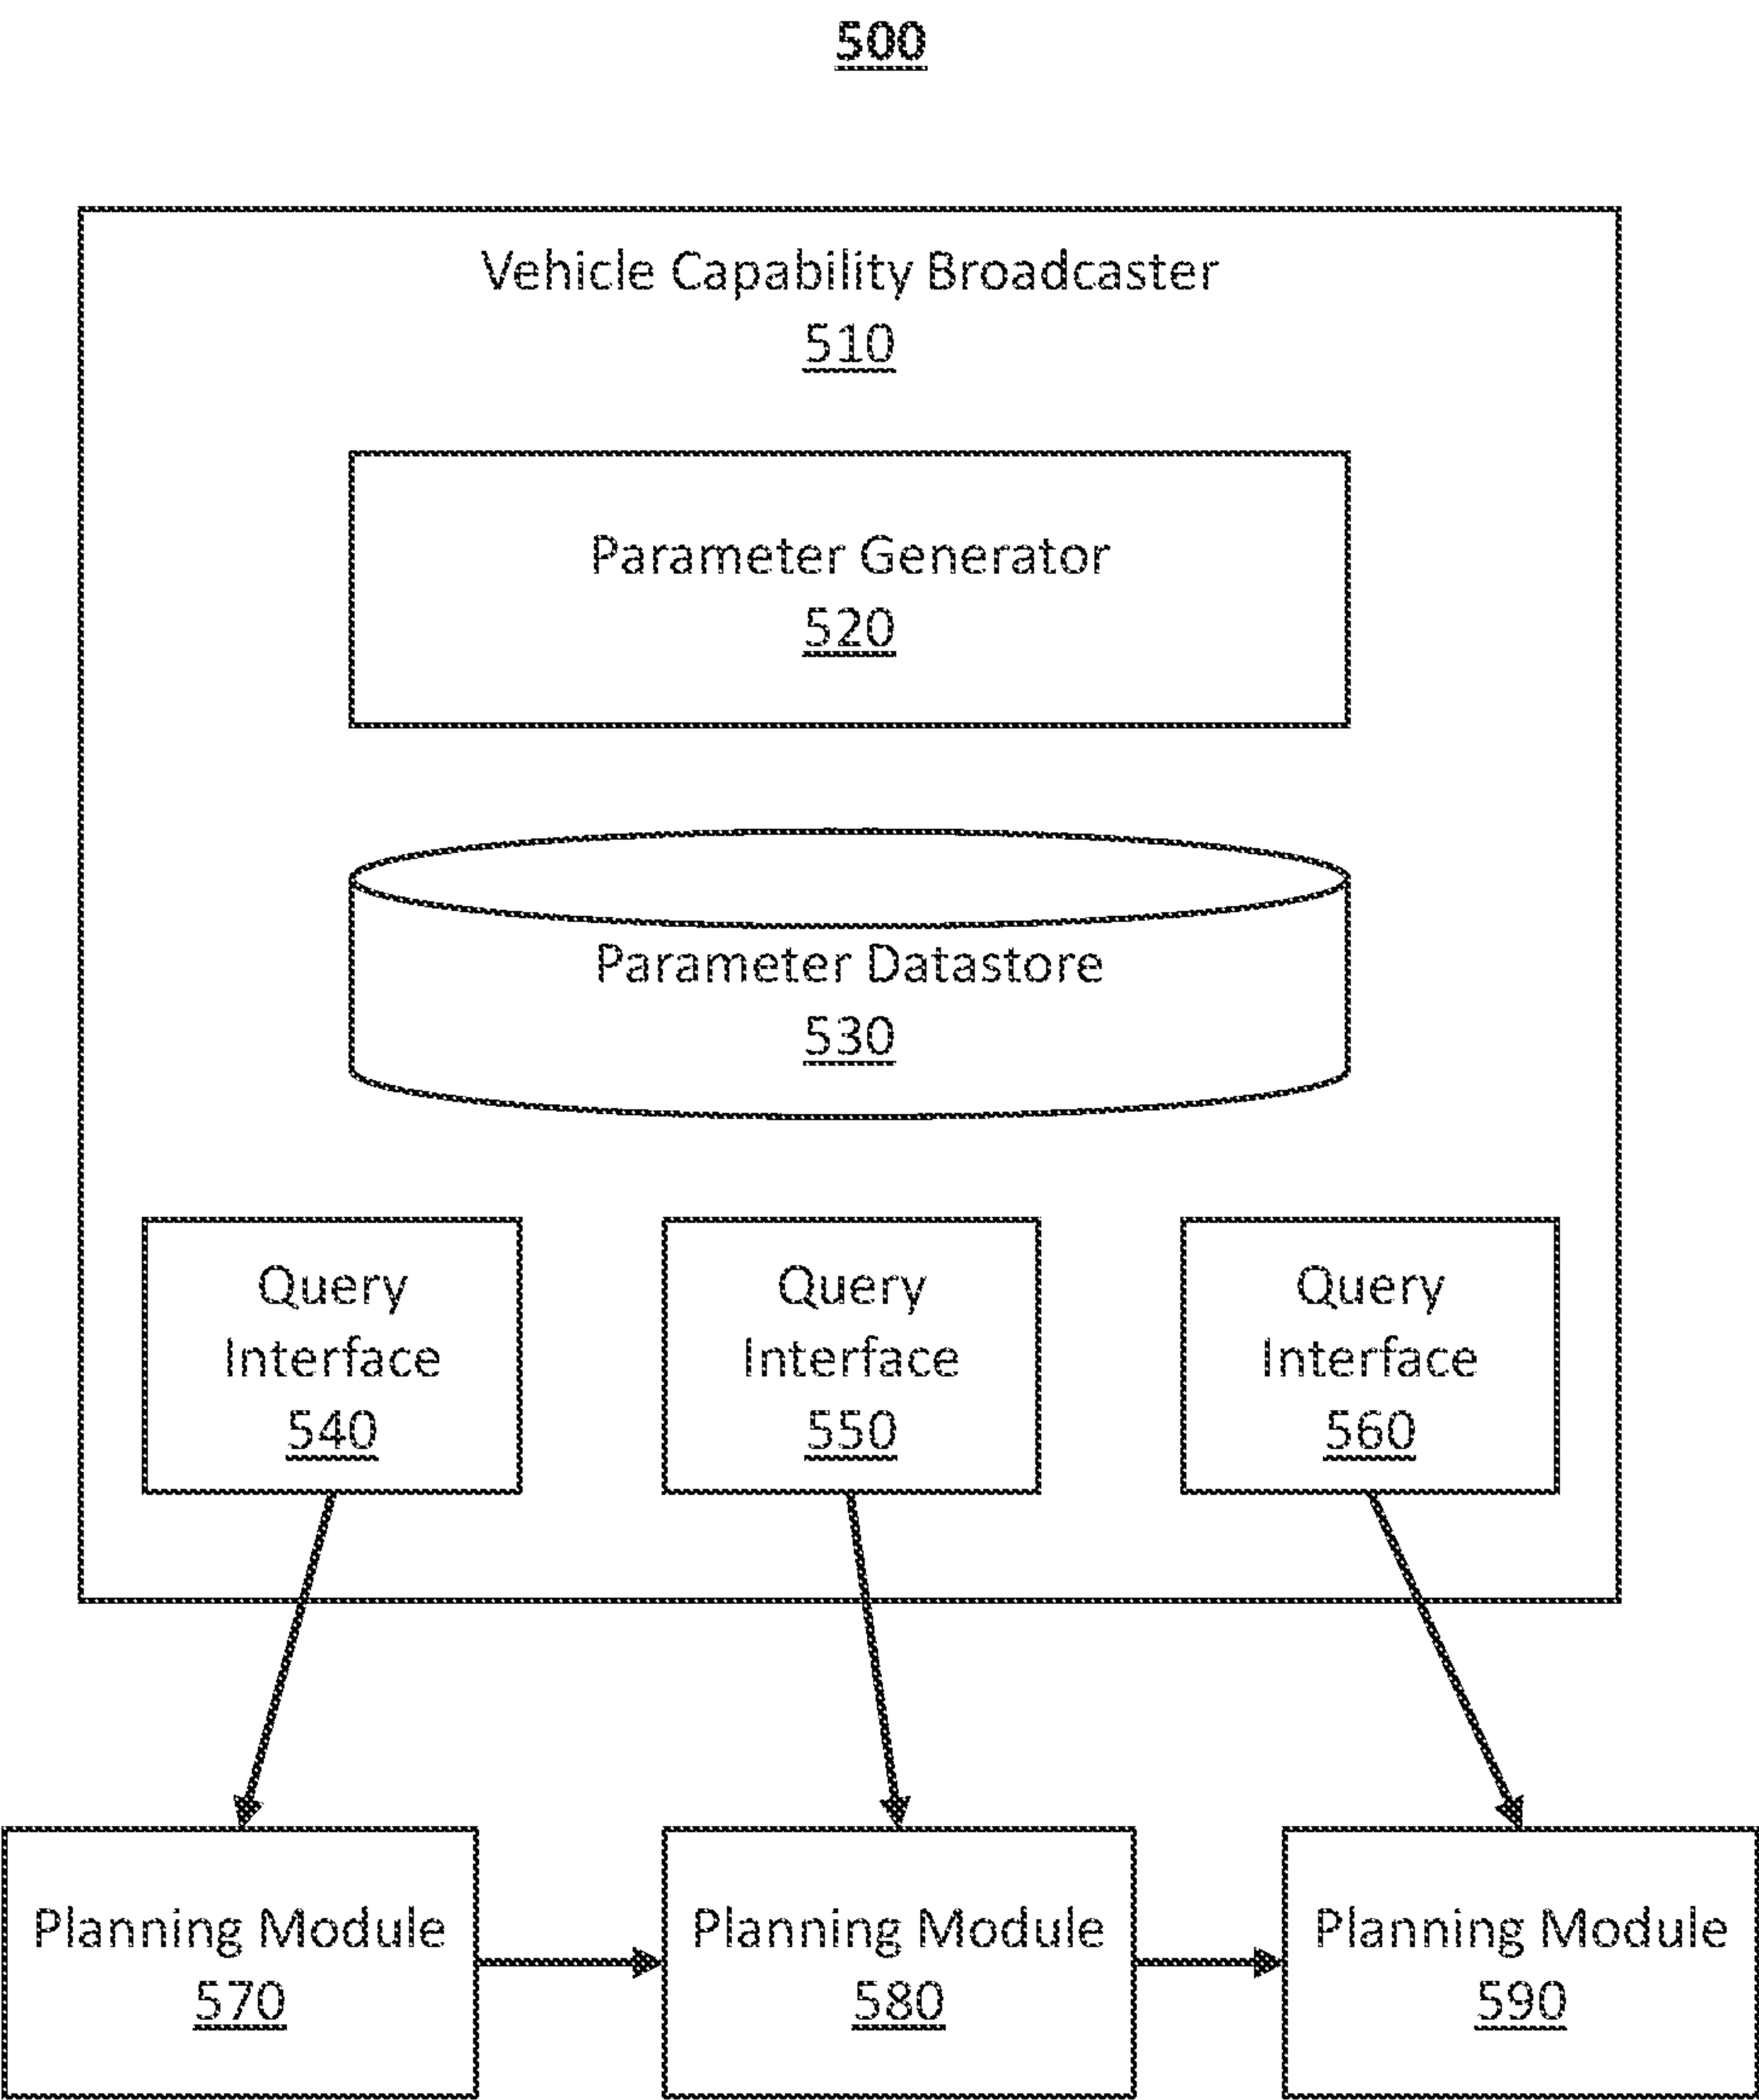 500
Vehicle Capability Broadcaster
510
Parameter Generator
520
Parameter Datastore
530
Query
Interface
540
Query
Interface
550
Query
Interface
560
Planning Module
570
Planning Module
580
Planning Module
590